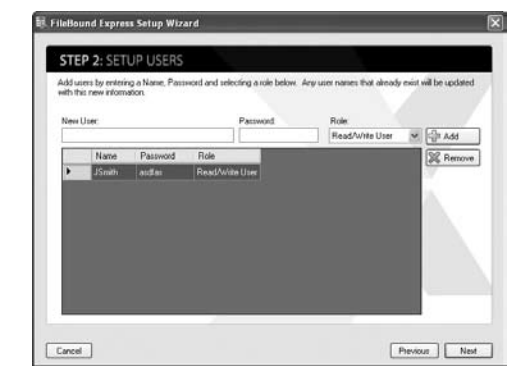 FileBound Express Setup Wizard
STEP 2: SETUP USERS
Add users by entering a Name, Password and selecting a role below. Any user names that already exist will be updated
with this new information.
New User: Password: Role:
Read/Write User Add
Name Password Role Remove
JSmith asdfas Read/Write User
Cancel Previous Next